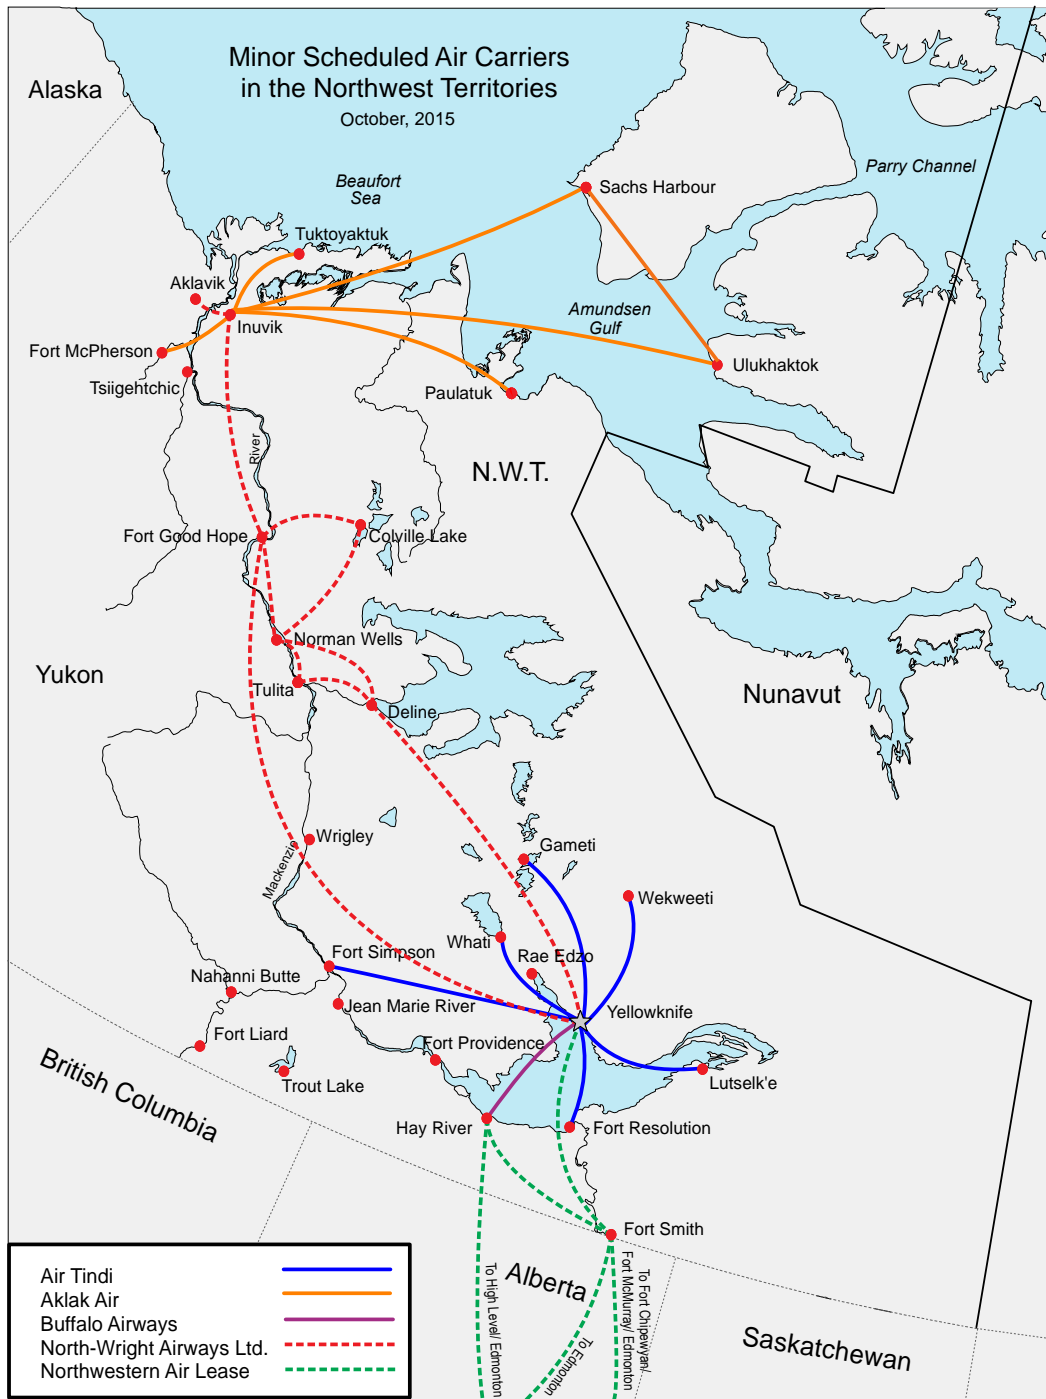 Minor Scheduled Air Carriers
in the Northwest Territories
October, 2015
Alaska
Beaufort
Sea
Parry Channel
Sachs Harbour
Tuktoyaktuk
Aklavik
Inuvik
Amundsen
Gulf
Fort McPherson
Tsiigehtchic
Paulatuk
Ulukhaktok
River
N.W.T.
Fort Good Hope
Colville Lake
Norman Wells
Yukon
Tulita
Deline
Nunavut
Wrigley
Mackenzie
Gameti
Wekweeti
Whati
Rae Edzo
Fort Simpson
Nahanni Butte
Jean Marie River
Yellowknife
Fort Liard
Fort Providence
Trout Lake
Lutselk'e
British Columbia
Hay River
Fort Resolution
Fort Smith
Alberta
To High Level/ Edmonton
To Edmonton
To Fort Chipewyan/
Fort McMurray/ Edmonton
Saskatchewan
Air Tindi
Aklak Air
Buffalo Airways
North-Wright Airways Ltd.
Northwestern Air Lease